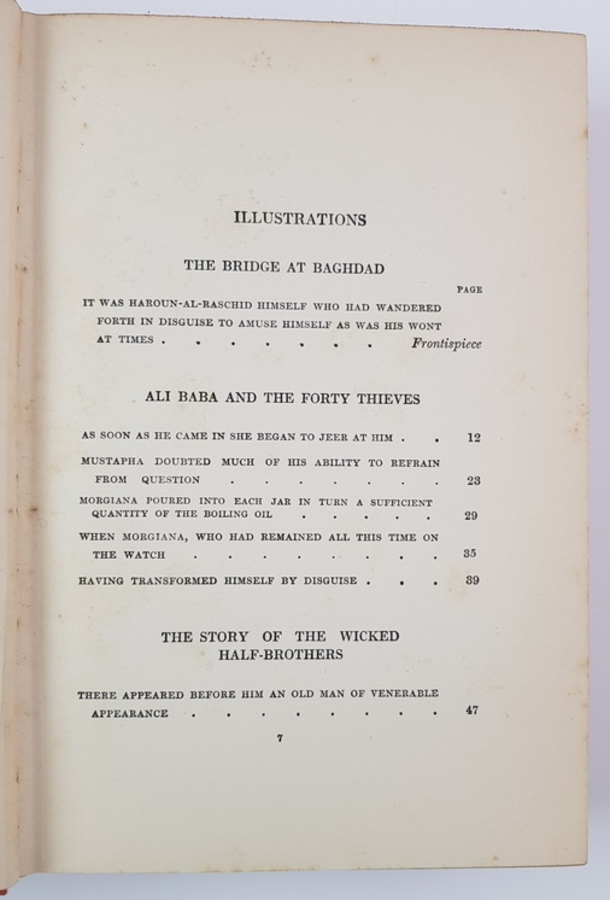 ILLUSTRATIONS
THE BRIDGE AT BAGHDAD
PAGE
IT WAS HAROUN-AL-RASCHID HIMSELF WHO HAD WANDERED
FORTH IN DISGUISE TO AMUSE HIMSELF AS WAS HIS WONT
AT TIMES . . . . . . . Frontispiece
ALI BABA AND THE FORTY THIEVES
AS SOON AS HE CAME IN SHE BEGAN TO JEER AT HIM . . 12
MUSTAPHA DOUBTED MUCH OF HIS ABILITY TO REFRAIN
FROM QUESTION . . . . . . . 23
MORGIANA POURED INTO EACH JAR IN TURN A SUFFICIENT
QUANTITY OF THE BOILING OIL . . . . . 29
WHEN MORGIANA, WHO HAD REMAINED ALL THIS TIME ON
THE WATCH . . . . . . . . 35
HAVING TRANSFORMED HIMSELF BY DISGUISE . . . 39
THE STORY OF THE WICKED
HALF-BROTHERS
THERE APPEARED BEFORE HIM AN OLD MAN OF VENERABLE
APPEARANCE . . . . . . . . 47
7